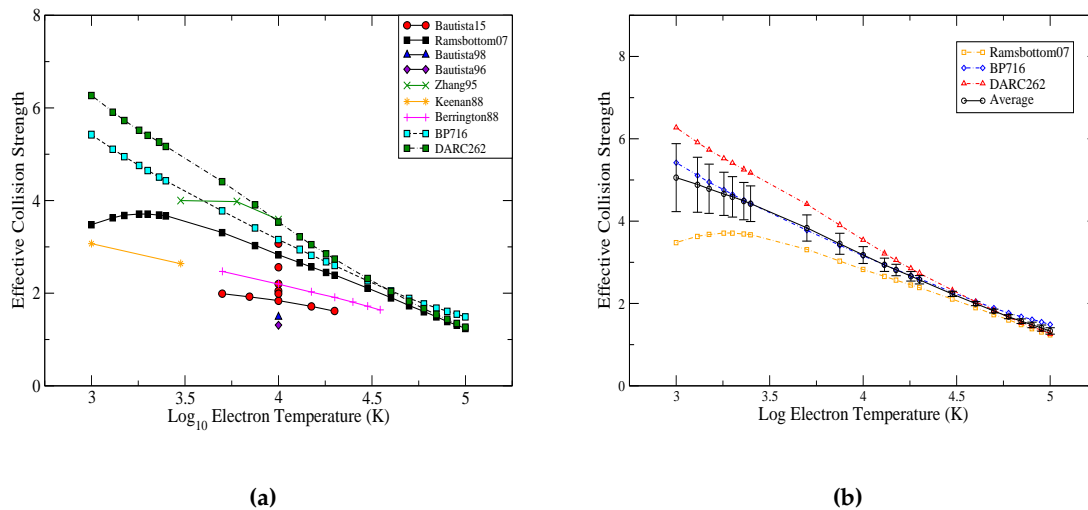 8
6
4
2
0
Effective Collision Strength
3
3.5
4
4.5
5
Log10 Electron Temperature (K)
Bautista15
Ramsbottom07
Bautista98
Bautista96
Zhang95
Keenan88
Berrington88
BP716
DARC262
(a)
8
6
4
2
0
Effective Collision Strength
3
3.5
4
4.5
5
Log Electron Temperature (K)
Ramsbottom07
BP716
DARC262
Average
(b)